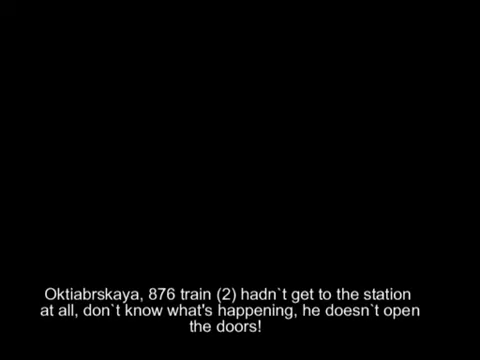 Oktiabrskaya, 876 train (2) hadn`t get to the station
at all, don`t know what's happening, he doesn`t open
the doors!